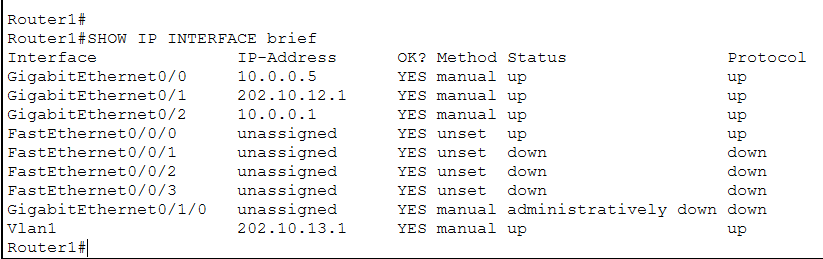 Router1#
Router1#SHOW IP INTERFACE brief
Interface IP-Address OK? Method Status Protocol
GigabitEthernet0/0 10.0.0.5 YES manual up up
GigabitEthernet0/1 202.10.12.1 YES manual up up
GigabitEthernet0/2 10.0.0.1 YES manual up up
FastEthernet0/0/0 unassigned YES unset up up
FastEthernet0/0/1 unassigned YES unset down down
FastEthernet0/0/2 unassigned YES unset down down
FastEthernet0/0/3 unassigned YES unset down down
GigabitEthernet0/1/0 unassigned YES manual administratively down down
Vlan1 202.10.13.1 YES manual up up
Router1#